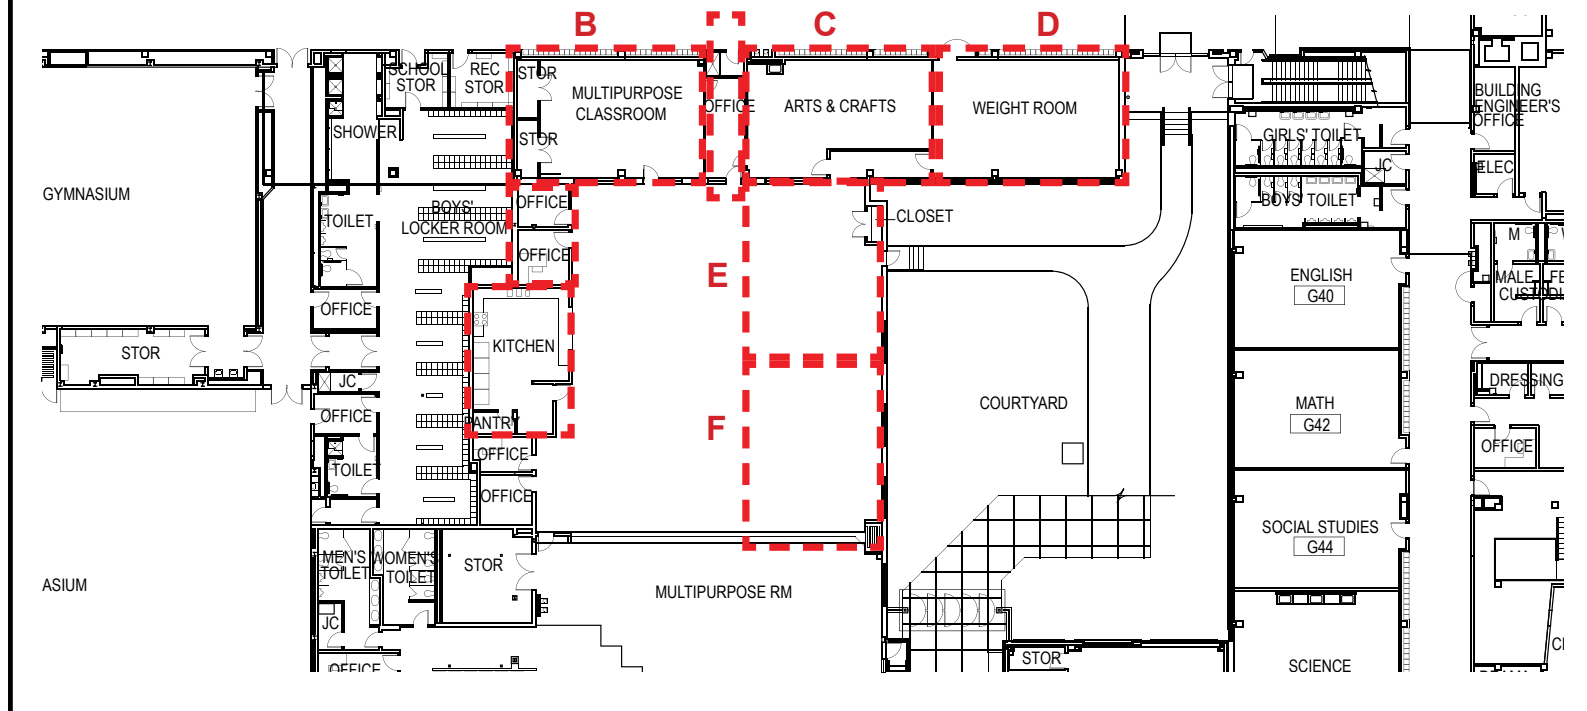 B
C
D
SCHOOL
STOR
REC
STOR
STOR
MULTIPURPOSE
CLASSROOM
STOR
OFFICE
ARTS & CRAFTS
WEIGHT ROOM
BUILDING
ENGINEER'S
OFFICE
SHOWER
GIRLS' TOILET
JC
ELEC
GYMNASIUM
TOILET
BOYS'
LOCKER ROOM
OFFICE
OFFICE
CLOSET
BOYS' TOILET
M
E
ENGLISH
G40
MALE
OFFICE
KITCHEN
STOR
JC
OFFICE
PANTRY
F
COURTYARD
MATH
G42
DRESSING
OFFICE
OFFICE
TOILET
OFFICE
SOCIAL STUDIES
G44
MEN'S
TOILET
WOMEN'S
TOILET
STOR
ASIUM
MULTIPURPOSE RM
JC
OFFICE
STOR
SCIENCE